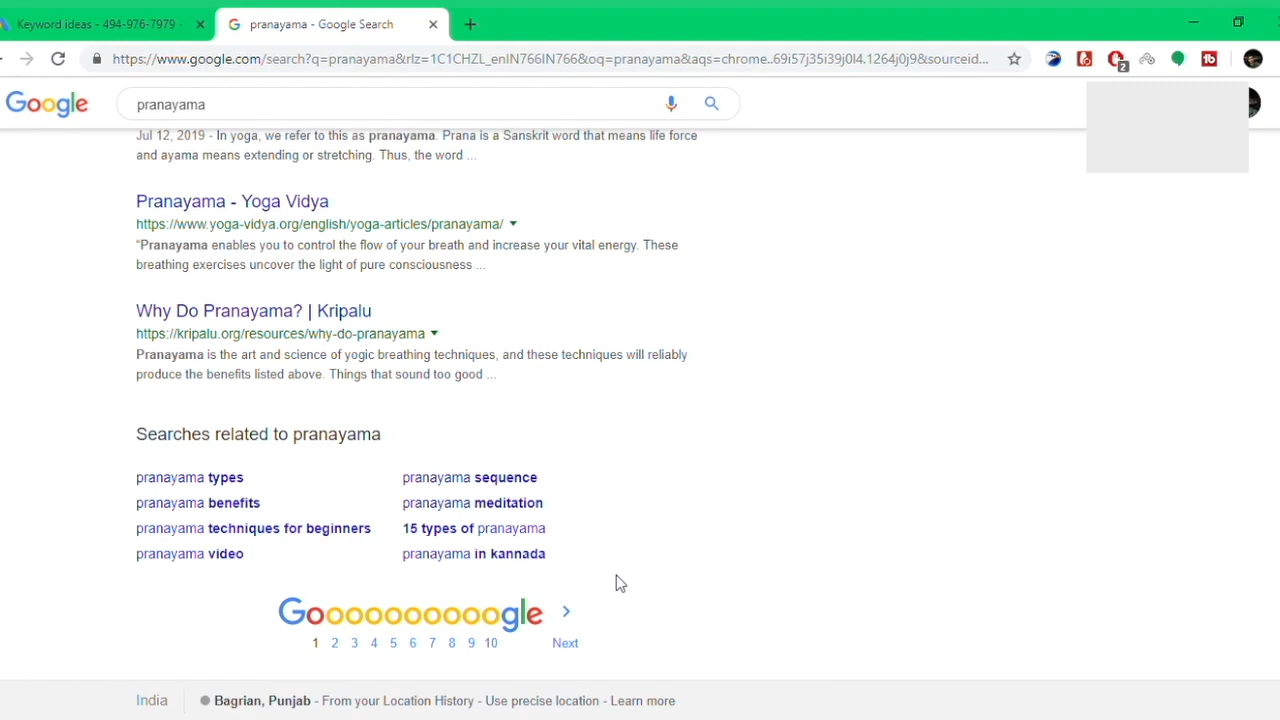 Keyword ideas - 494-976-7979 -
pranayama - Google Search
https://www.google.com/search?q=pranayama&rlz=1C1CHZL_enIN766IN766&oq=pranayama&aqs=chrome..69i57j35i39j0l4.1264j0j9&sourceid...
2
Google
pranayama
Jul 12, 2019 - In yoga, we refer to this as pranayama. Prana is a Sanskrit word that means life force
and ayama means extending or stretching. Thus, the word ...
Pranayama - Yoga Vidya
https://www.yoga-vidya.org/english/yoga-articles/pranayama/
“Pranayama enables you to control the flow of your breath and increase your vital energy. These
breathing exercises uncover the light of pure consciousness ...
Why Do Pranayama? | Kripalu
https://kripalu.org/resources/why-do-pranayama
Pranayama is the art and science of yogic breathing techniques, and these techniques will reliably
produce the benefits listed above. Things that sound too good ...
Searches related to pranayama
pranayama types
pranayama sequence
pranayama benefits
pranayama meditation
pranayama techniques for beginners
15 types of pranayama
pranayama video
pranayama in kannada
Goooooooooogle
1 2 3 4 5 6 7 8 9 10 Next
India
Bagrian, Punjab - From your Location History - Use precise location - Learn more